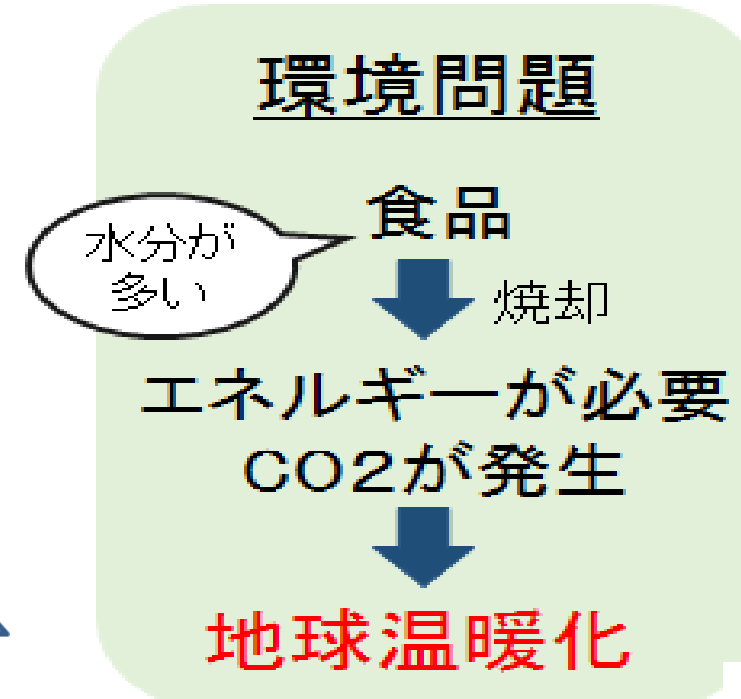 環境問題
食品
水分が
多い
焼却
エネルギーが必要
CO2が発生
地球温暖化